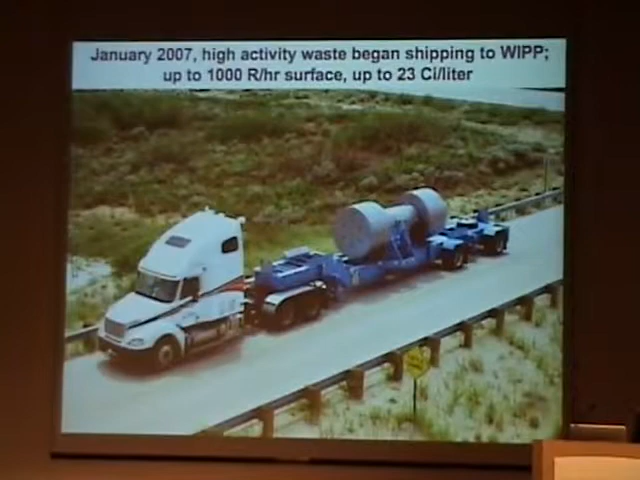 January 2007, high activity waste began shipping to WIPP;
up to 1000 R/hr surface, up to 23 Ci/liter